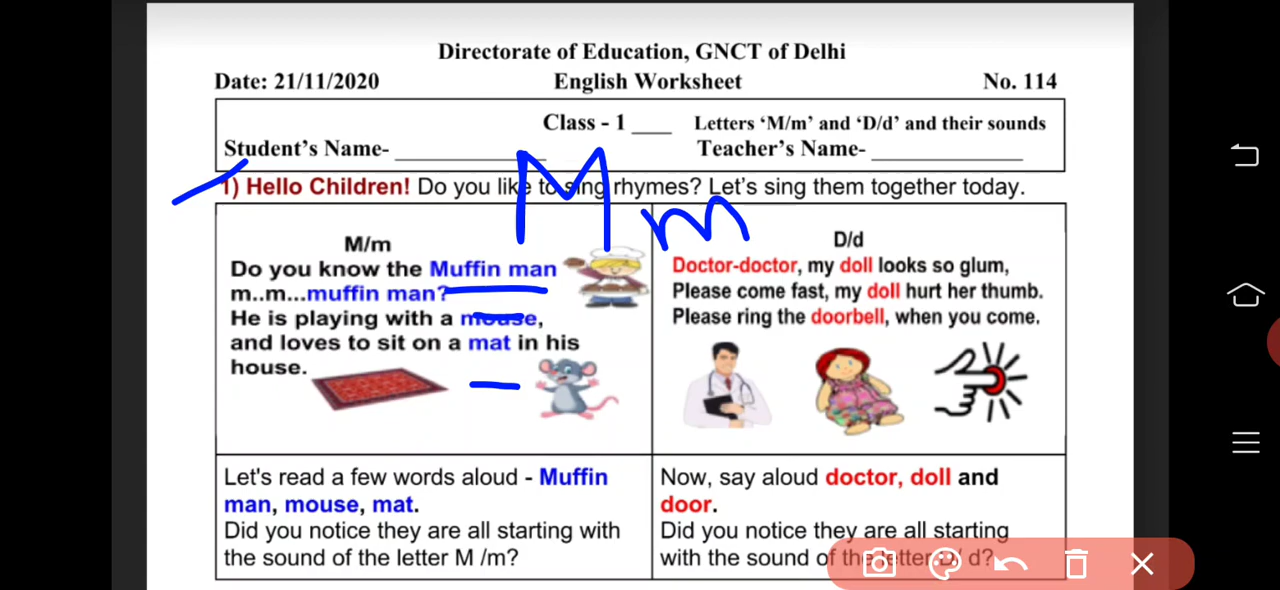 Directorate of Education, GNCT of Delhi
Date: 21/11/2020 English Worksheet No. 114
Class - 1 ____ Letters ‘M/m’ and ‘D/d’ and their sounds
Student’s Name- ______________ Teacher’s Name- ______________
1) Hello Children! Do you like to sing rhymes? Let’s sing them together today.
M m
M/m
Do you know the Muffin man
m..m...muffin man?
He is playing with a mouse,
and loves to sit on a mat in his
house.
D/d
Doctor-doctor, my doll looks so glum,
Please come fast, my doll hurt her thumb.
Please ring the doorbell, when you come.
Let's read a few words aloud - Muffin
man, mouse, mat.
Did you notice they are all starting with
the sound of the letter M /m?
Now, say aloud doctor, doll and
door.
Did you notice they are all starting
with the sound of the letter D/ d?